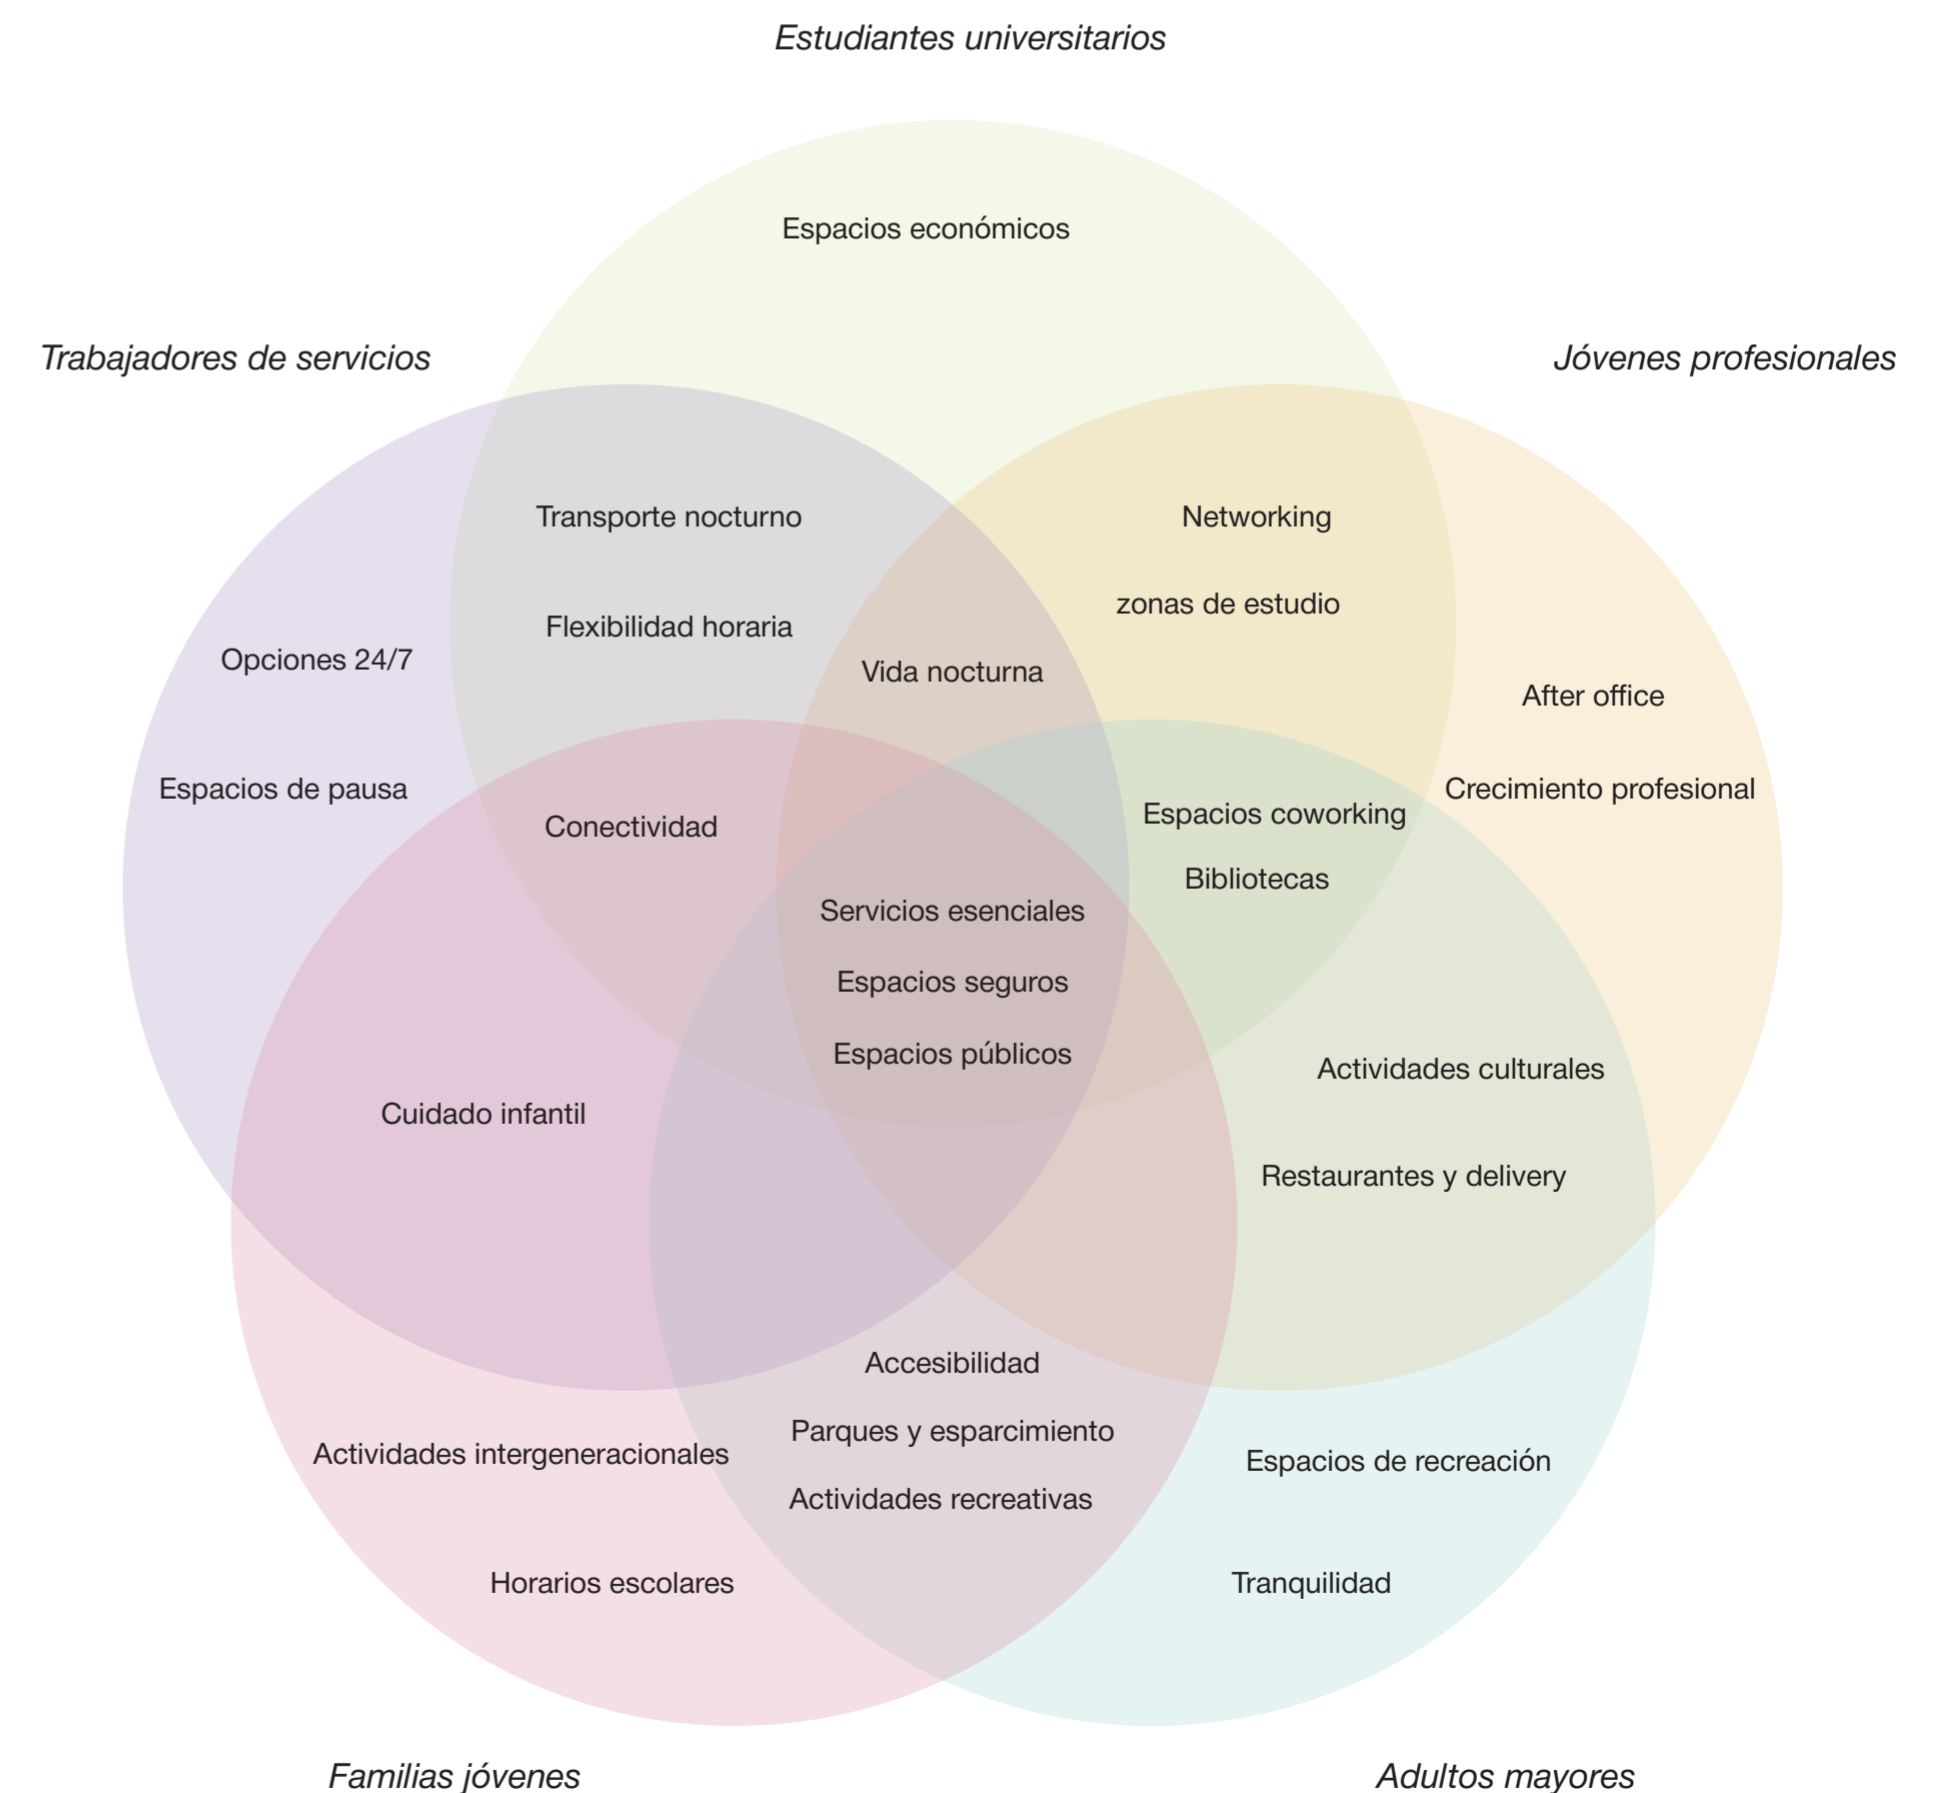 Estudiantes universitarios
Espacios económicos
Trabajadores de servicios
Jóvenes profesionales
Transporte nocturno
Networking
zonas de estudio
Flexibilidad horaria
Opciones 24/7
Vida nocturna
After office
Espacios de pausa
Crecimiento profesional
Conectividad
Espacios coworking
Bibliotecas
Servicios esenciales
Espacios seguros
Espacios públicos
Actividades culturales
Cuidado infantil
Restaurantes y delivery
Accesibilidad
Parques y esparcimiento
Actividades intergeneracionales
Espacios de recreación
Actividades recreativas
Horarios escolares
Tranquilidad
Familias jóvenes
Adultos mayores